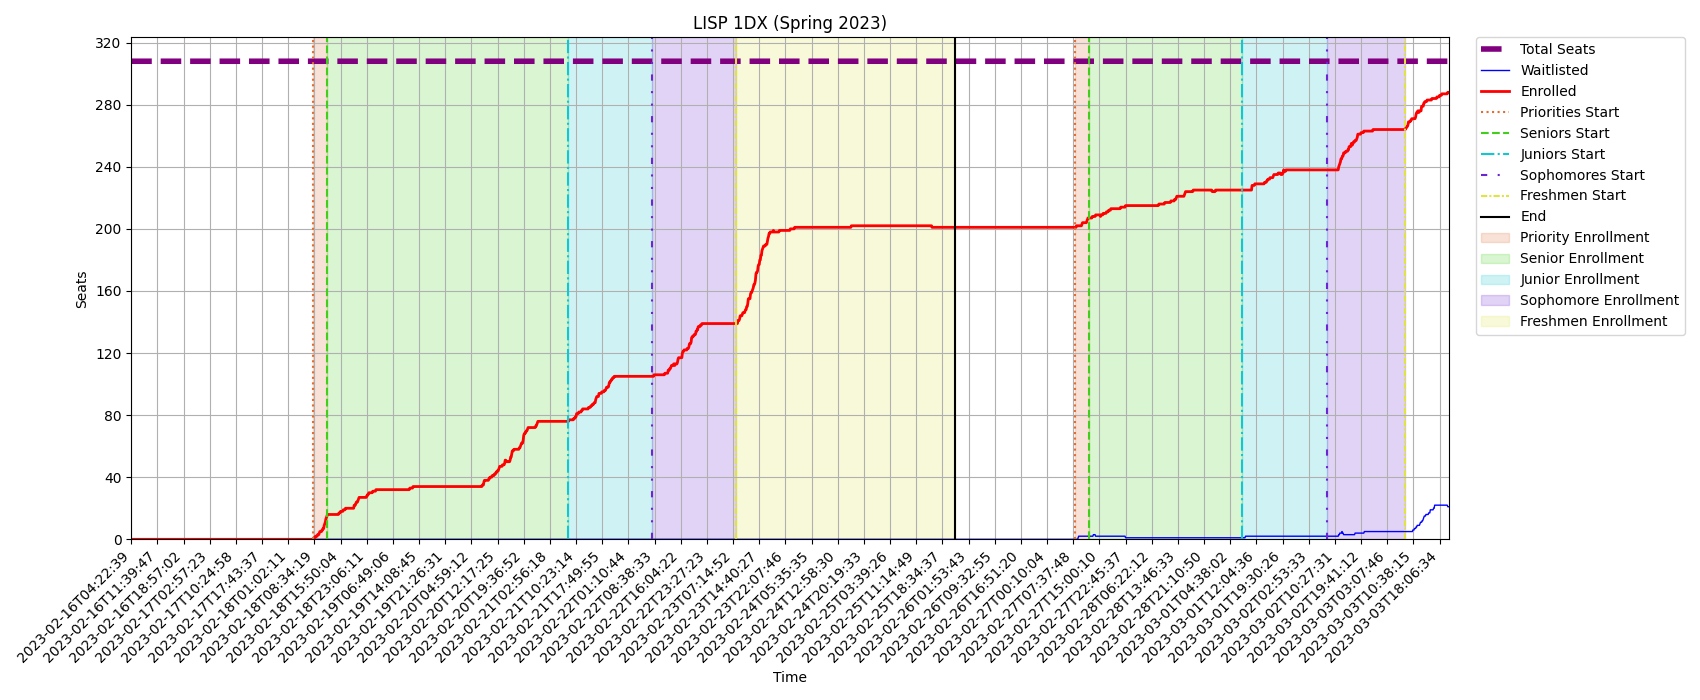 LISP 1DX (Spring 2023)
320
280
240
200
160
120
80
40
0
Seats
2023-02-16T04:22:39
2023-02-16T11:39:47
2023-02-16T18:57:02
2023-02-17T02:57:23
2023-02-17T10:24:58
2023-02-17T17:43:37
2023-02-18T01:02:11
2023-02-18T08:34:19
2023-02-18T15:50:04
2023-02-18T23:06:11
2023-02-19T06:49:06
2023-02-19T14:08:45
2023-02-19T21:26:31
2023-02-20T04:59:12
2023-02-20T12:17:25
2023-02-20T19:36:52
2023-02-21T02:56:18
2023-02-21T10:23:14
2023-02-21T17:49:55
2023-02-22T01:10:44
2023-02-22T08:38:33
2023-02-22T16:04:22
2023-02-22T23:27:23
2023-02-23T07:14:52
2023-02-23T14:40:27
2023-02-23T22:07:46
2023-02-24T05:35:35
2023-02-24T12:58:30
2023-02-24T20:19:33
2023-02-25T03:39:26
2023-02-25T11:14:49
2023-02-25T18:34:37
2023-02-26T01:53:43
2023-02-26T09:32:55
2023-02-26T16:51:20
2023-02-27T00:10:04
2023-02-27T07:37:48
2023-02-27T15:00:10
2023-02-27T22:45:37
2023-02-28T06:22:12
2023-02-28T13:46:33
2023-02-28T21:10:50
2023-03-01T04:38:02
2023-03-01T12:04:36
2023-03-01T19:30:26
2023-03-02T02:53:33
2023-03-02T10:27:31
2023-03-02T19:41:12
2023-03-03T03:07:46
2023-03-03T10:38:15
2023-03-03T18:06:34
Time
Total Seats
Waitlisted
Enrolled
Priorities Start
Seniors Start
Juniors Start
Sophomores Start
Freshmen Start
End
Priority Enrollment
Senior Enrollment
Junior Enrollment
Sophomore Enrollment
Freshmen Enrollment